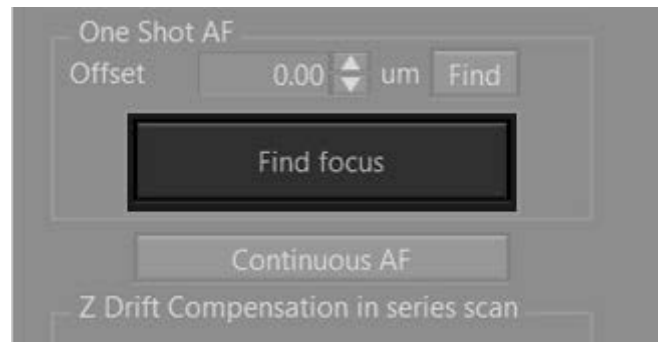 One Shot AF
Offset 0.00 um Find
Find focus
Continuous AF
Z Drift Compensation in series scan